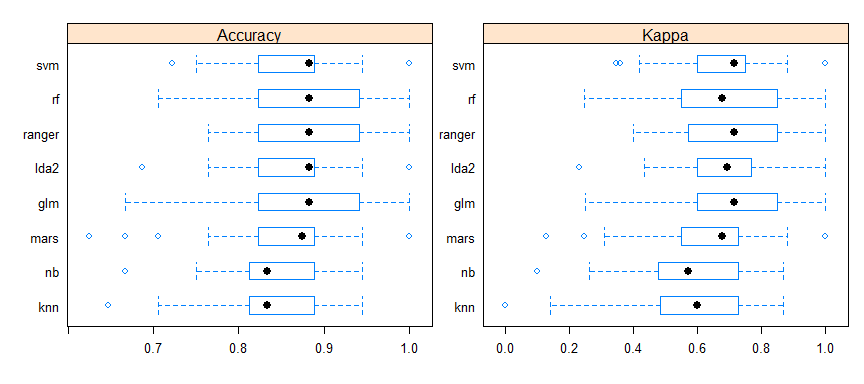 Accuracy Kappa
svm svm
rf rf
ranger ranger
lda2 lda2
glm glm
mars mars
nb nb
knn knn
0.7 0.8 0.9 1.0 0.0 0.2 0.4 0.6 0.8 1.0